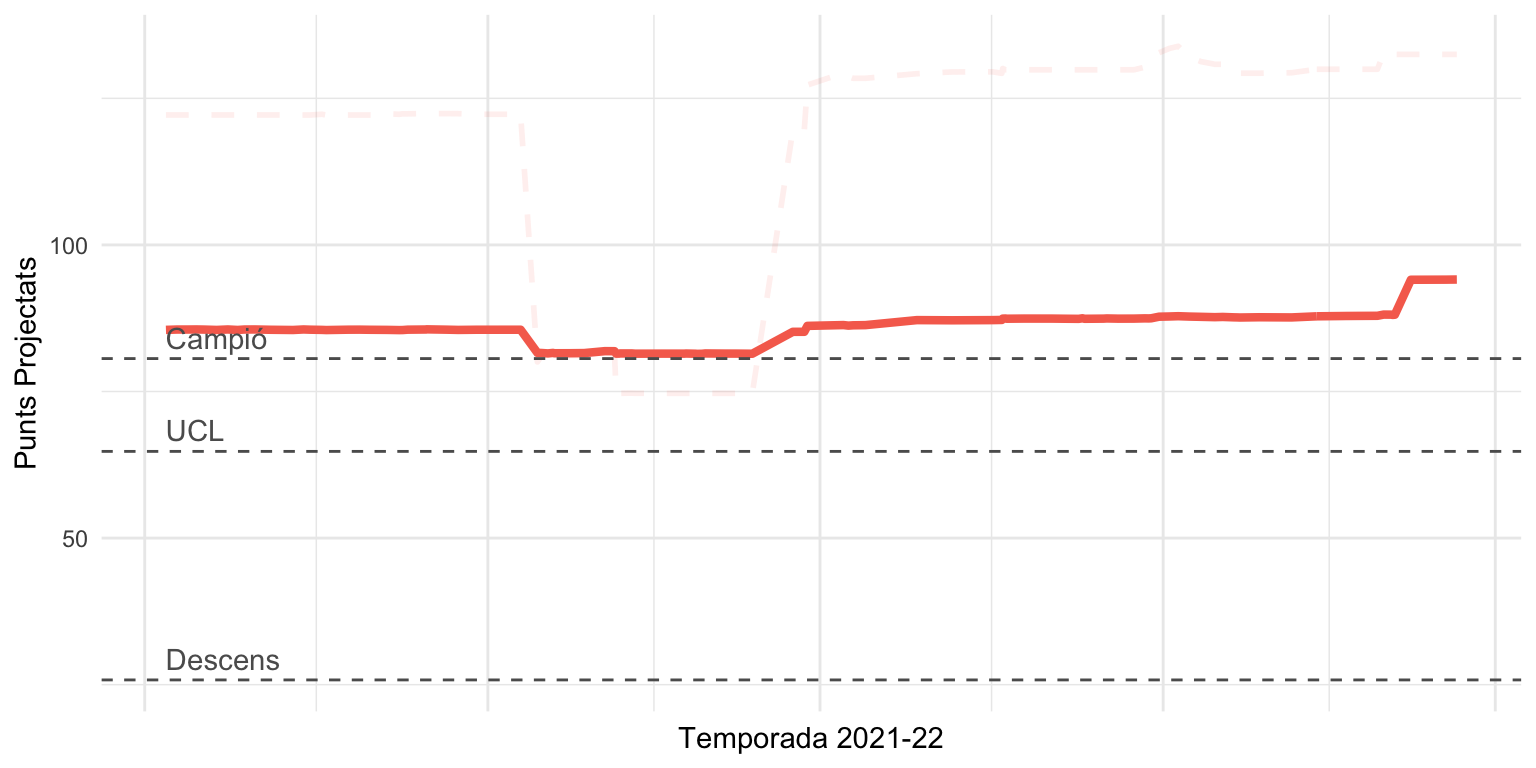 Punts Projectats
100
50
Campió
UCL
Descens
Temporada 2021-22